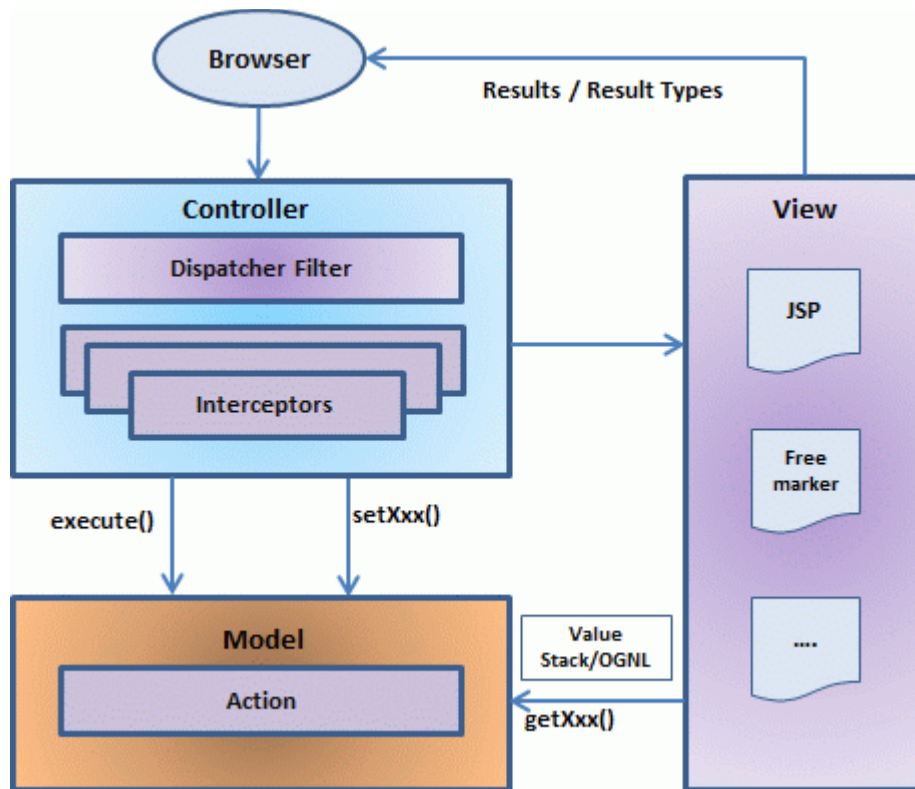 Browser
Results / Result Types
Controller
View
Dispatcher Filter
JSP
Interceptors
Free
marker
execute()
setXxx()
Model
Value
Stack/OGNL
....
Action
getXxx()